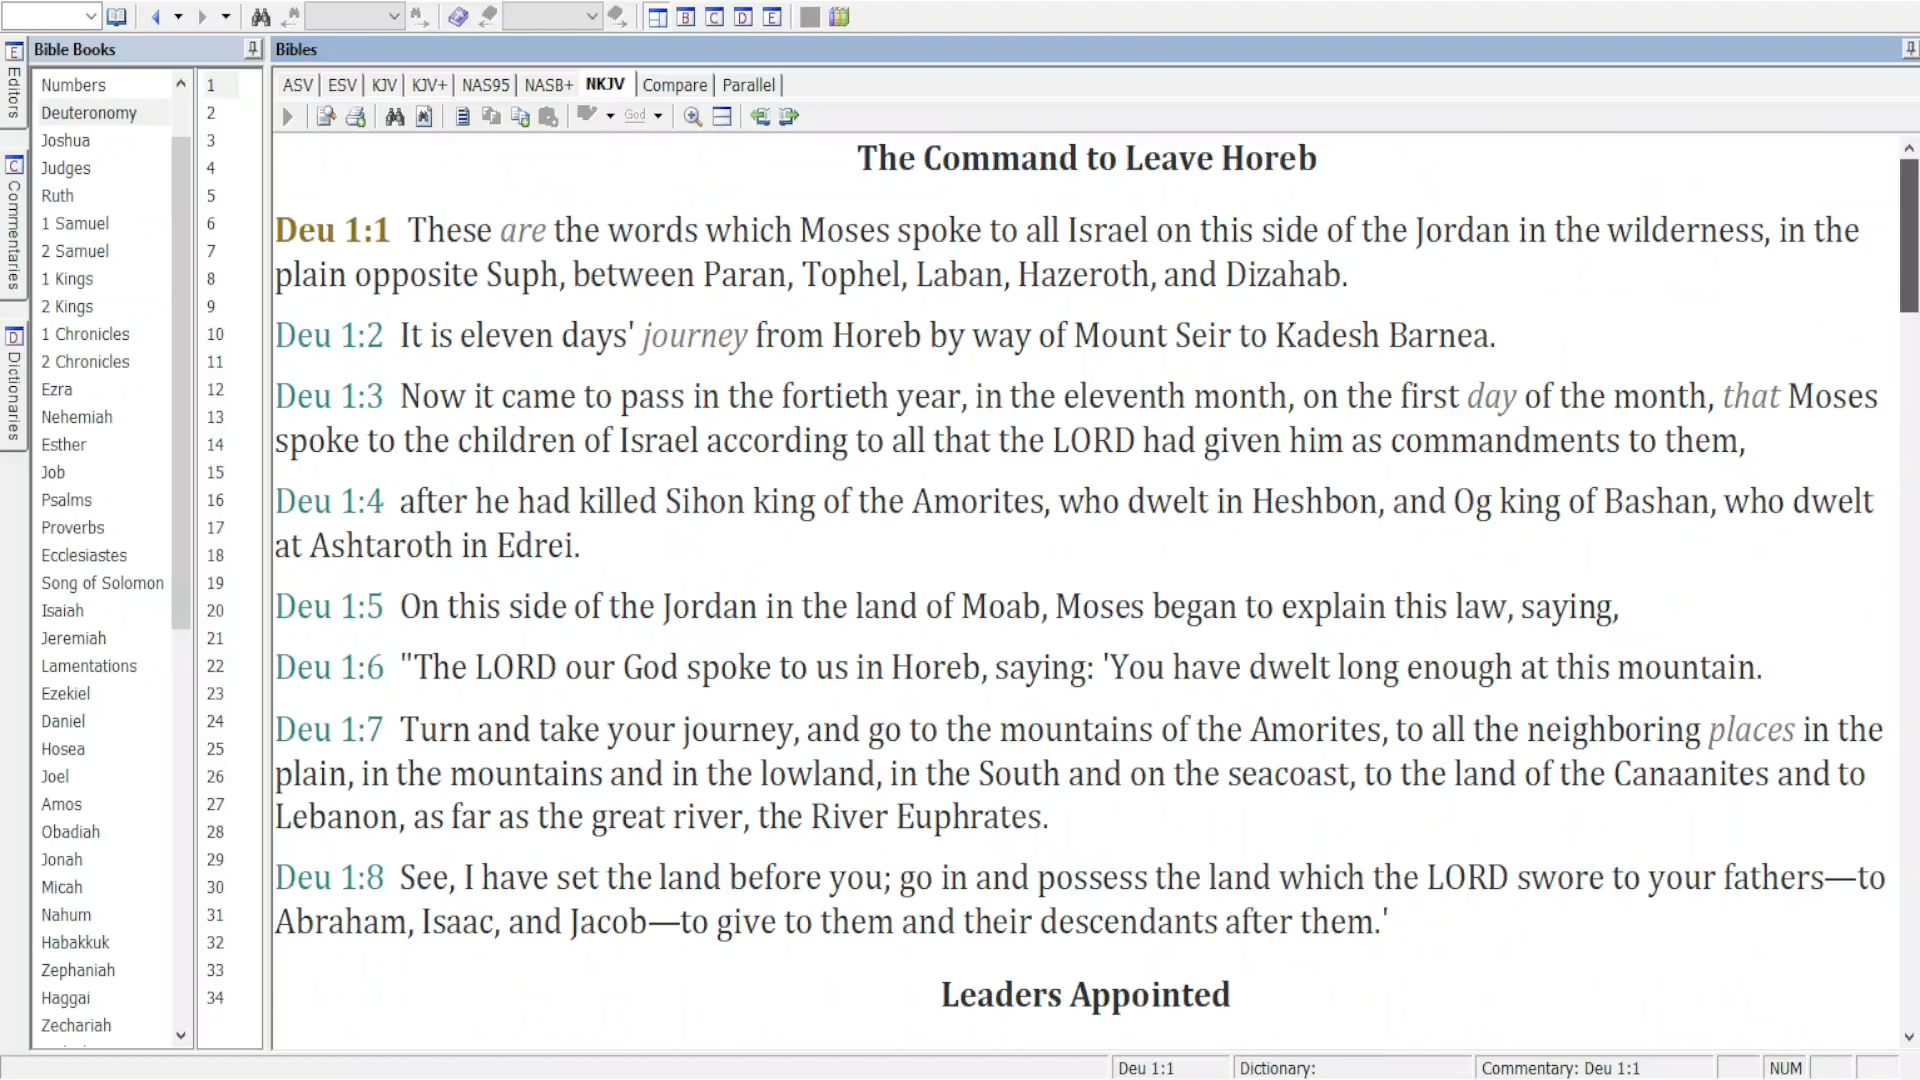 B C D E
Bible Books
Bibles
E Editors
C Commentaries
D Dictionaries
Numbers
Deuteronomy
Joshua
Judges
Ruth
1 Samuel
2 Samuel
1 Kings
2 Kings
1 Chronicles
2 Chronicles
Ezra
Nehemiah
Esther
Job
Psalms
Proverbs
Ecclesiastes
Song of Solomon
Isaiah
Jeremiah
Lamentations
Ezekiel
Daniel
Hosea
Joel
Amos
Obadiah
Jonah
Micah
Nahum
Habakkuk
Zephaniah
Haggai
Zechariah
1
2
3
4
5
6
7
8
9
10
11
12
13
14
15
16
17
18
19
20
21
22
23
24
25
26
27
28
29
30
31
32
33
34
ASV ESV KJV KJV+ NAS95 NASB+ NKJV Compare Parallel
God
The Command to Leave Horeb
Deu 1:1 These are the words which Moses spoke to all Israel on this side of the Jordan in the wilderness, in the
plain opposite Suph, between Paran, Tophel, Laban, Hazeroth, and Dizahab.
Deu 1:2 It is eleven days' journey from Horeb by way of Mount Seir to Kadesh Barnea.
Deu 1:3 Now it came to pass in the fortieth year, in the eleventh month, on the first day of the month, that Moses
spoke to the children of Israel according to all that the LORD had given him as commandments to them,
Deu 1:4 after he had killed Sihon king of the Amorites, who dwelt in Heshbon, and Og king of Bashan, who dwelt
at Ashtaroth in Edrei.
Deu 1:5 On this side of the Jordan in the land of Moab, Moses began to explain this law, saying,
Deu 1:6 "The LORD our God spoke to us in Horeb, saying: 'You have dwelt long enough at this mountain.
Deu 1:7 Turn and take your journey, and go to the mountains of the Amorites, to all the neighboring places in the
plain, in the mountains and in the lowland, in the South and on the seacoast, to the land of the Canaanites and to
Lebanon, as far as the great river, the River Euphrates.
Deu 1:8 See, I have set the land before you; go in and possess the land which the LORD swore to your fathers—to
Abraham, Isaac, and Jacob—to give to them and their descendants after them.'
Leaders Appointed
Deu 1:1 Dictionary: Commentary: Deu 1:1 NUM